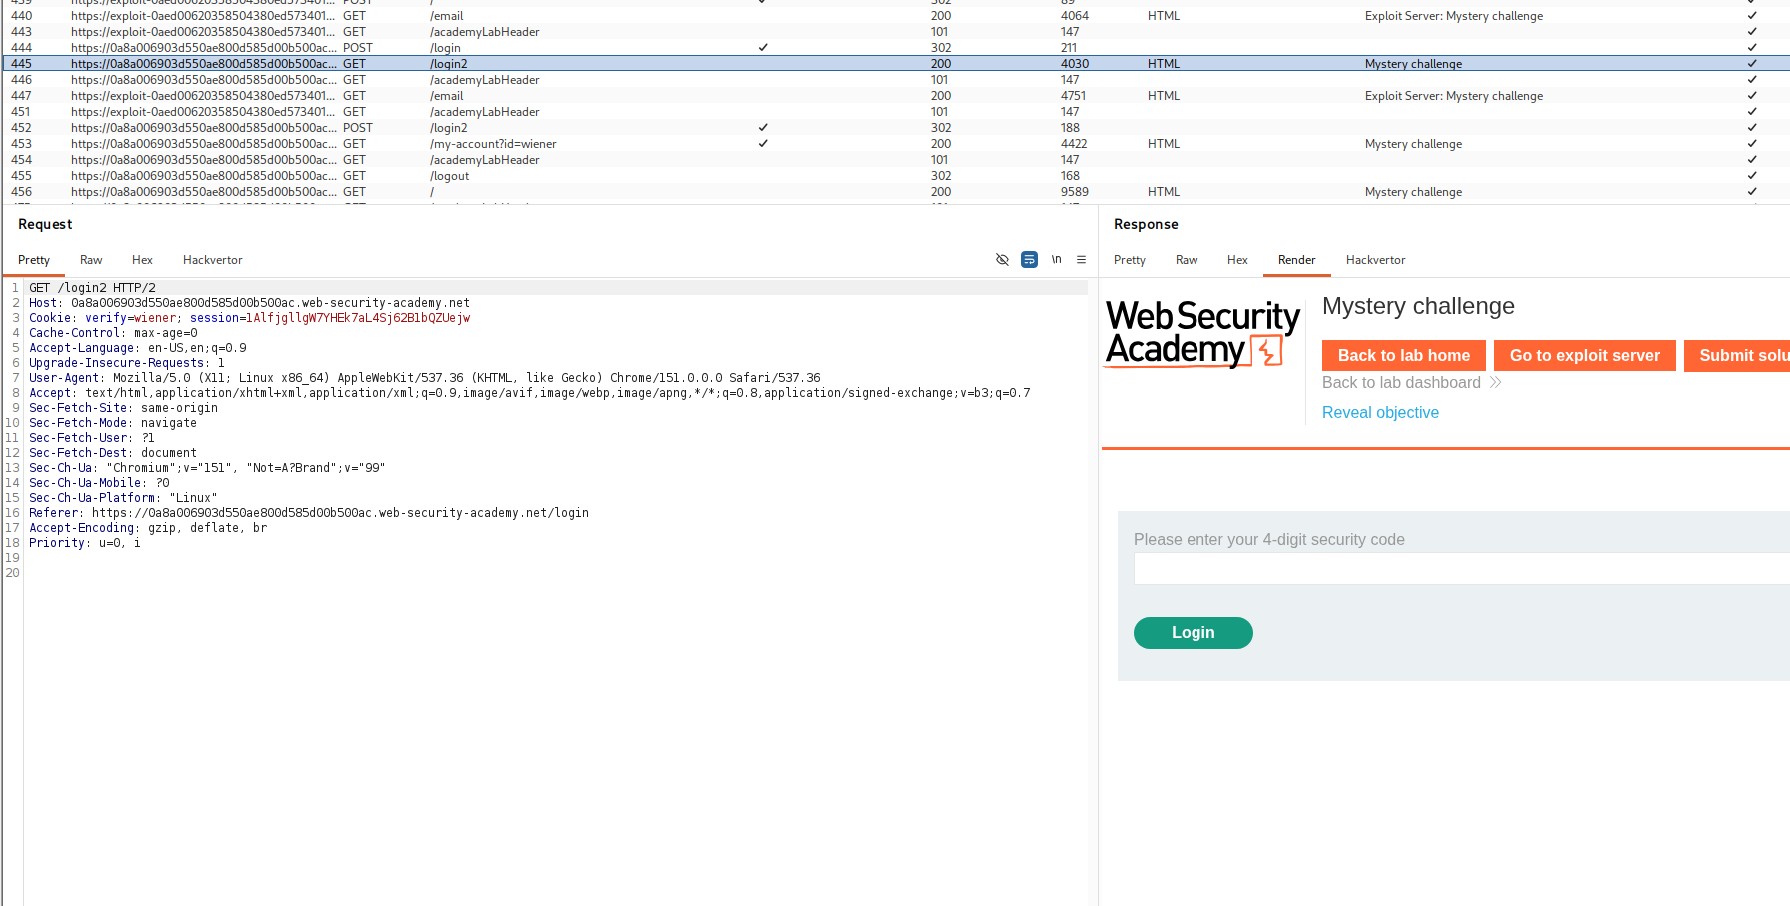 440 https://exploit-0aed00620358504380ed573401... GET /email 200 4064 HTML Exploit Server: Mystery challenge ✓
443 https://exploit-0aed00620358504380ed573401... GET /academyLabHeader 101 147 ✓
444 https://0a8a006903d550ae800d585d00b500ac... POST /login ✓ 302 211 ✓
445 https://0a8a006903d550ae800d585d00b500ac... GET /login2 200 4030 HTML Mystery challenge ✓
446 https://0a8a006903d550ae800d585d00b500ac... GET /academyLabHeader 101 147 ✓
447 https://exploit-0aed00620358504380ed573401... GET /email 200 4751 HTML Exploit Server: Mystery challenge ✓
451 https://exploit-0aed00620358504380ed573401... GET /academyLabHeader 101 147 ✓
452 https://0a8a006903d550ae800d585d00b500ac... POST /login2 ✓ 302 188 ✓
453 https://0a8a006903d550ae800d585d00b500ac... GET /my-account?id=wiener ✓ 200 4422 HTML Mystery challenge ✓
454 https://0a8a006903d550ae800d585d00b500ac... GET /academyLabHeader 101 147 ✓
455 https://0a8a006903d550ae800d585d00b500ac... GET /logout 302 168 ✓
456 https://0a8a006903d550ae800d585d00b500ac... GET / 200 9589 HTML Mystery challenge ✓
Request
Pretty Raw Hex Hackvertor \n
1 GET /login2 HTTP/2
2 Host: 0a8a006903d550ae800d585d00b500ac.web-security-academy.net
3 Cookie: verify=wiener; session=lAlfjgllgW7YHEk7aL4Sj62B1bQZUejw
4 Cache-Control: max-age=0
5 Accept-Language: en-US,en;q=0.9
6 Upgrade-Insecure-Requests: 1
7 User-Agent: Mozilla/5.0 (X11; Linux x86_64) AppleWebKit/537.36 (KHTML, like Gecko) Chrome/151.0.0.0 Safari/537.36
8 Accept: text/html,application/xhtml+xml,application/xml;q=0.9,image/avif,image/webp,image/apng,*/*;q=0.8,application/signed-exchange;v=b3;q=0.7
9 Sec-Fetch-Site: same-origin
10 Sec-Fetch-Mode: navigate
11 Sec-Fetch-User: ?1
12 Sec-Fetch-Dest: document
13 Sec-Ch-Ua: "Chromium";v="151", "Not=A?Brand";v="99"
14 Sec-Ch-Ua-Mobile: ?0
15 Sec-Ch-Ua-Platform: "Linux"
16 Referer: https://0a8a006903d550ae800d585d00b500ac.web-security-academy.net/login
17 Accept-Encoding: gzip, deflate, br
18 Priority: u=0, i
19
20
Response
Pretty Raw Hex Render Hackvertor
Web Security
Academy
Mystery challenge
Back to lab home Go to exploit server Submit solu
Back to lab dashboard
Reveal objective
Please enter your 4-digit security code
Login